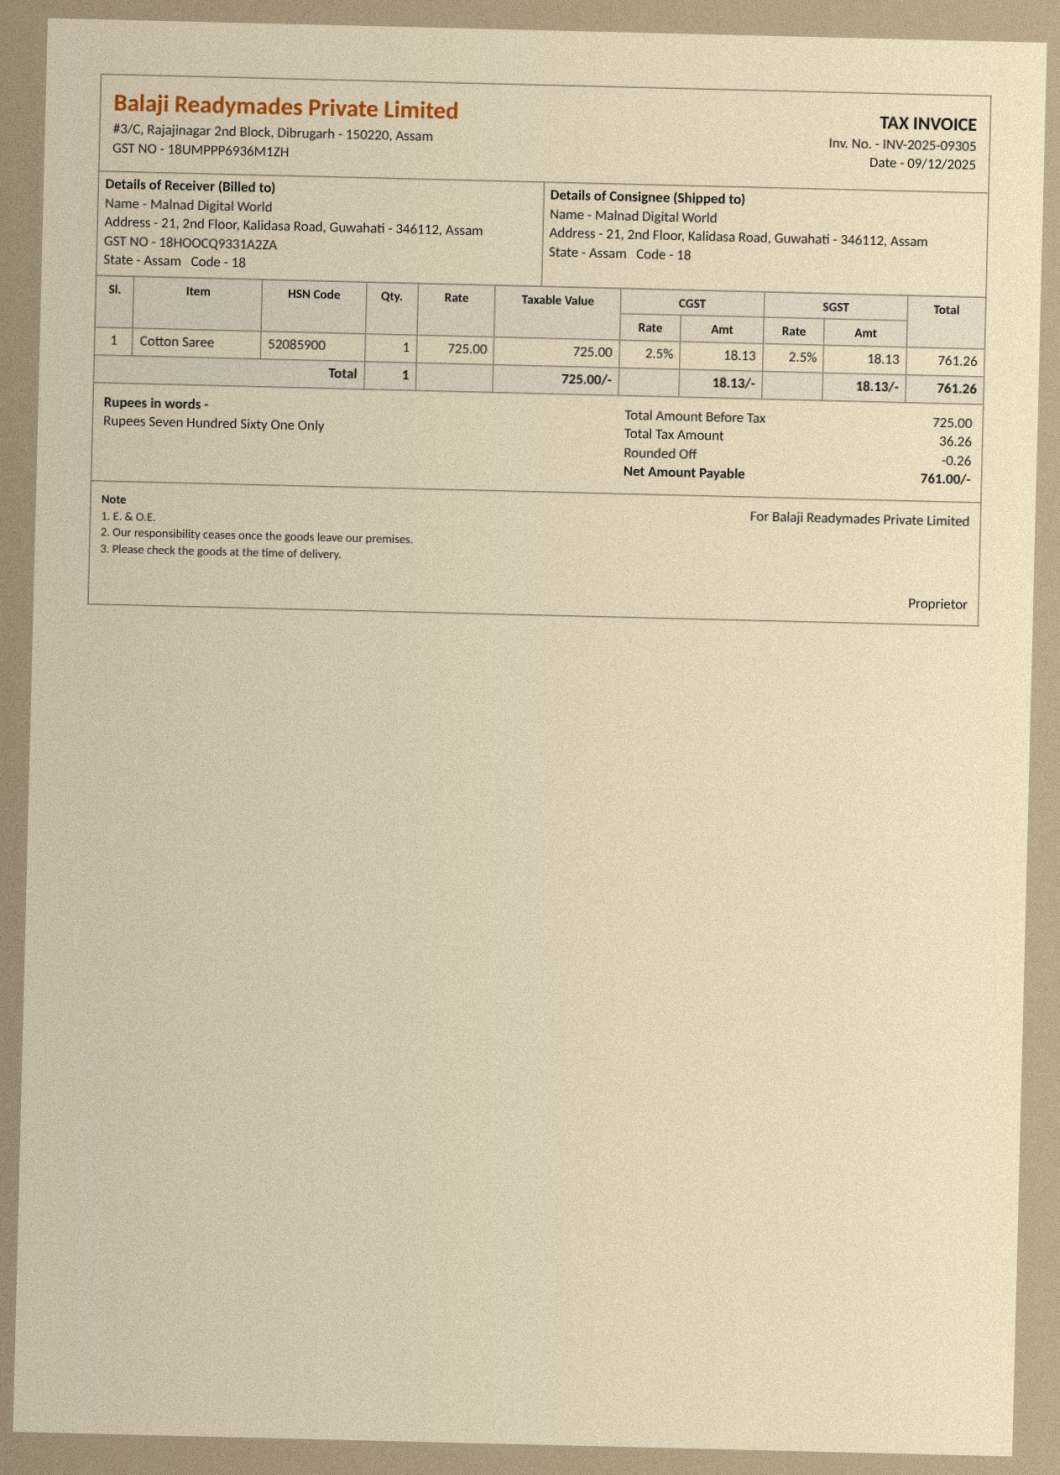 Balaji Readymades Private Limited
#3/C, Rajajinagar 2nd Block, Dibrugarh - 150220, Assam
GST NO - 18UMPPP6936M1ZH
TAX INVOICE
Inv. No. - INV-2025-09305
Date - 09/12/2025
Details of Receiver (Billed to)
Name - Malnad Digital World
Address - 21, 2nd Floor, Kalidasa Road, Guwahati - 346112, Assam
GST NO - 18HOOCQ9331A2ZA
State - Assam Code - 18
Details of Consignee (Shipped to)
Name - Malnad Digital World
Address - 21, 2nd Floor, Kalidasa Road, Guwahati - 346112, Assam
State - Assam Code - 18
Sl. Item HSN Code Qty. Rate Taxable Value CGST SGST Total
Rate Amt Rate Amt
1 Cotton Saree 52085900 1 725.00 725.00 2.5% 18.13 2.5% 18.13 761.26
Total 1 725.00/- 18.13/- 18.13/- 761.26
Rupees in words -
Rupees Seven Hundred Sixty One Only
Total Amount Before Tax 725.00
Total Tax Amount 36.26
Rounded Off -0.26
Net Amount Payable 761.00/-
Note
1. E. & O.E.
2. Our responsibility ceases once the goods leave our premises.
3. Please check the goods at the time of delivery.
For Balaji Readymades Private Limited
Proprietor